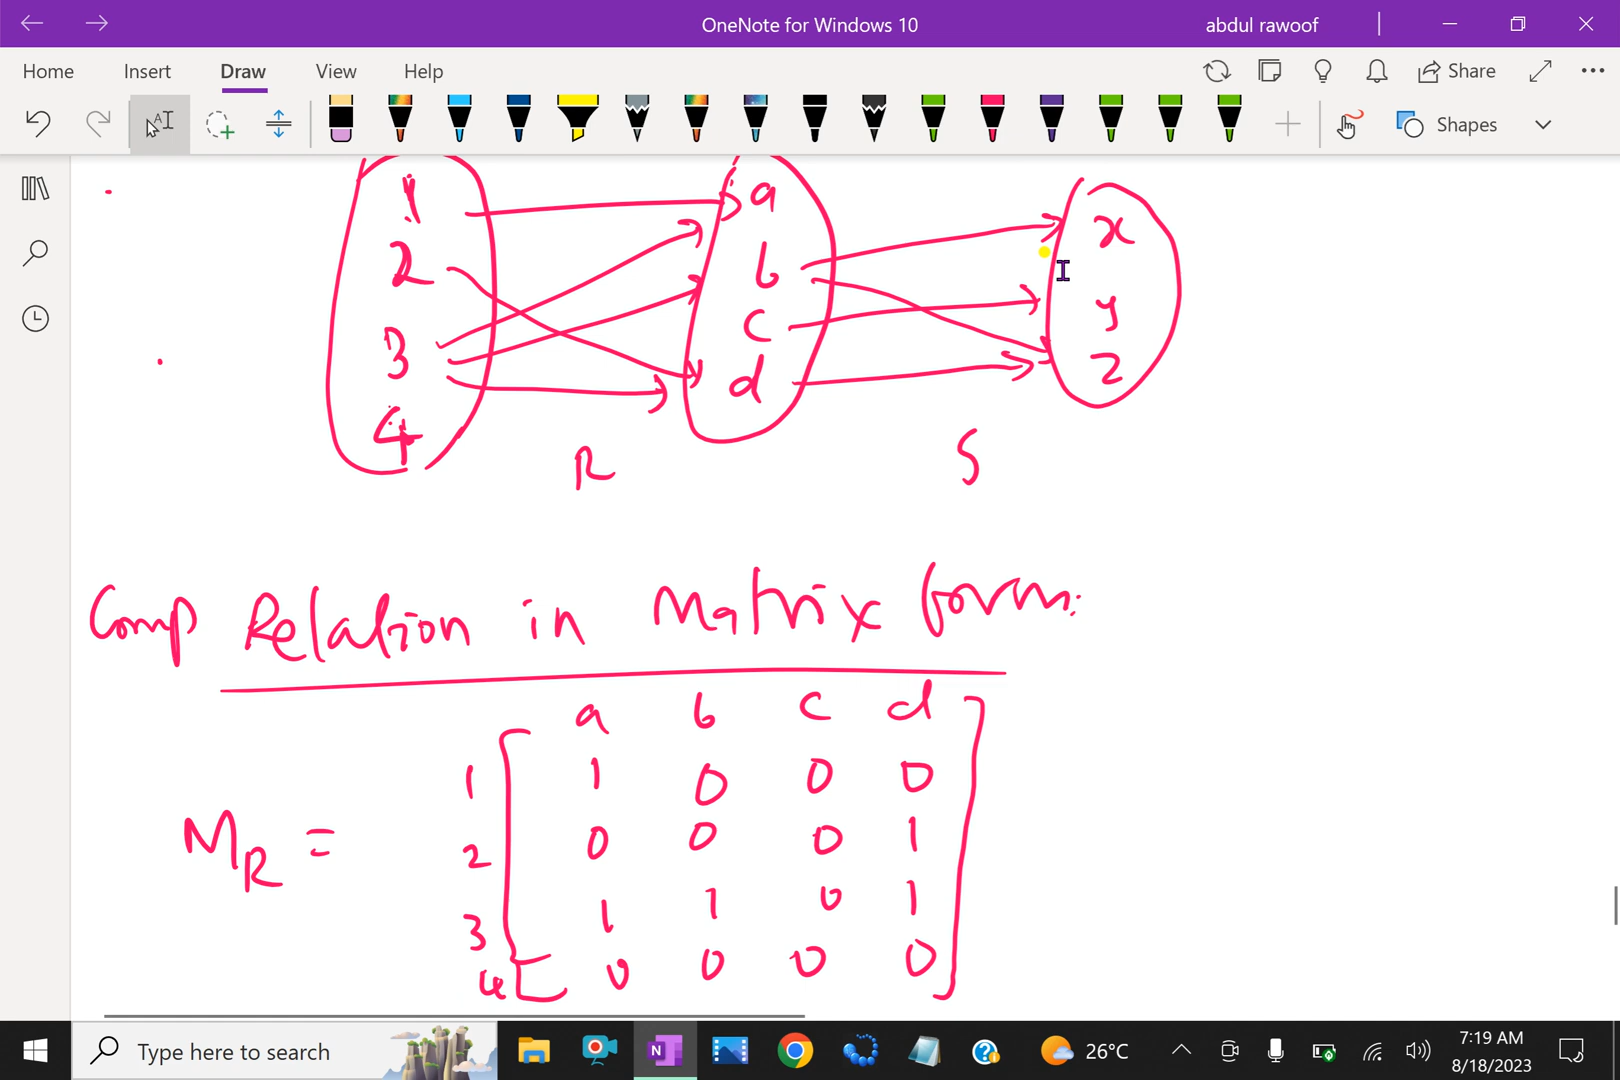 OneNote for Windows 10
abdul rawoof
Home Insert Draw View Help
Share
Shapes
1 a x
2 b y
3 c z
4 d
R S
Comp Relation in Matrix form:
a b c d
1 1 0 0 0
M_R = 2 0 0 0 1
3 1 1 0 1
4 0 0 0 0
Type here to search
26°C
7:19 AM
8/18/2023